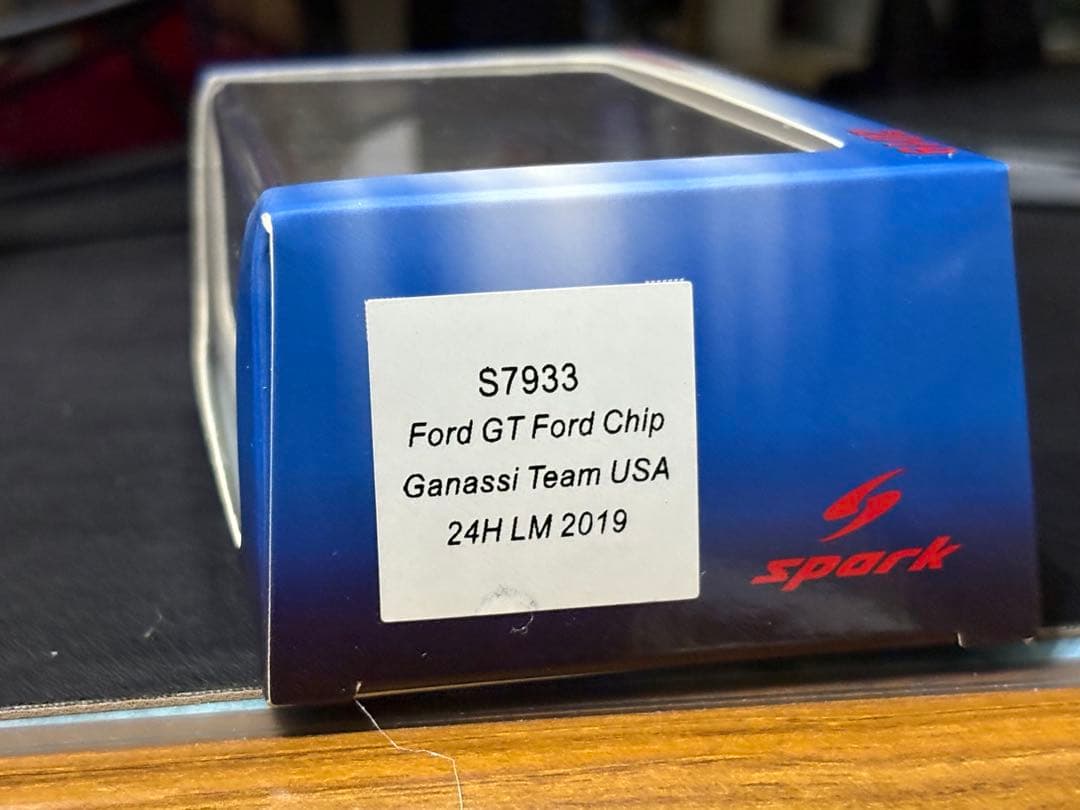 S7933
Ford GT Ford Chip
Ganassi Team USA
24H LM 2019
spark